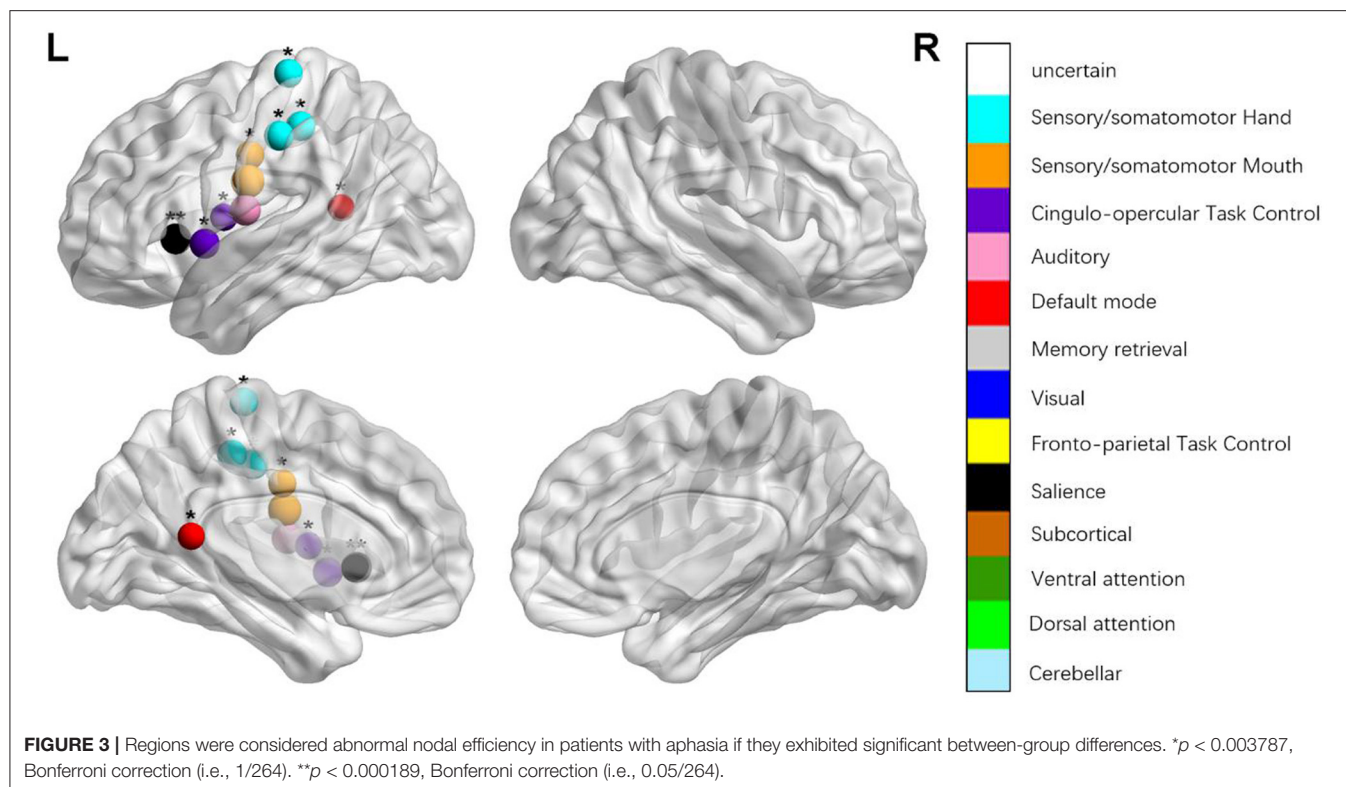 L
R
*
*
*
*
*
*
**
*
*
*
*
*
*
*
**
*
uncertain
Sensory/somatomotor Hand
Sensory/somatomotor Mouth
Cingulo-opercular Task Control
Auditory
Default mode
Memory retrieval
Visual
Fronto-parietal Task Control
Salience
Subcortical
Ventral attention
Dorsal attention
Cerebellar
FIGURE 3 | Regions were considered abnormal nodal efficiency in patients with aphasia if they exhibited significant between-group differences. *p < 0.003787,
Bonferroni correction (i.e., 1/264). **p < 0.000189, Bonferroni correction (i.e., 0.05/264).